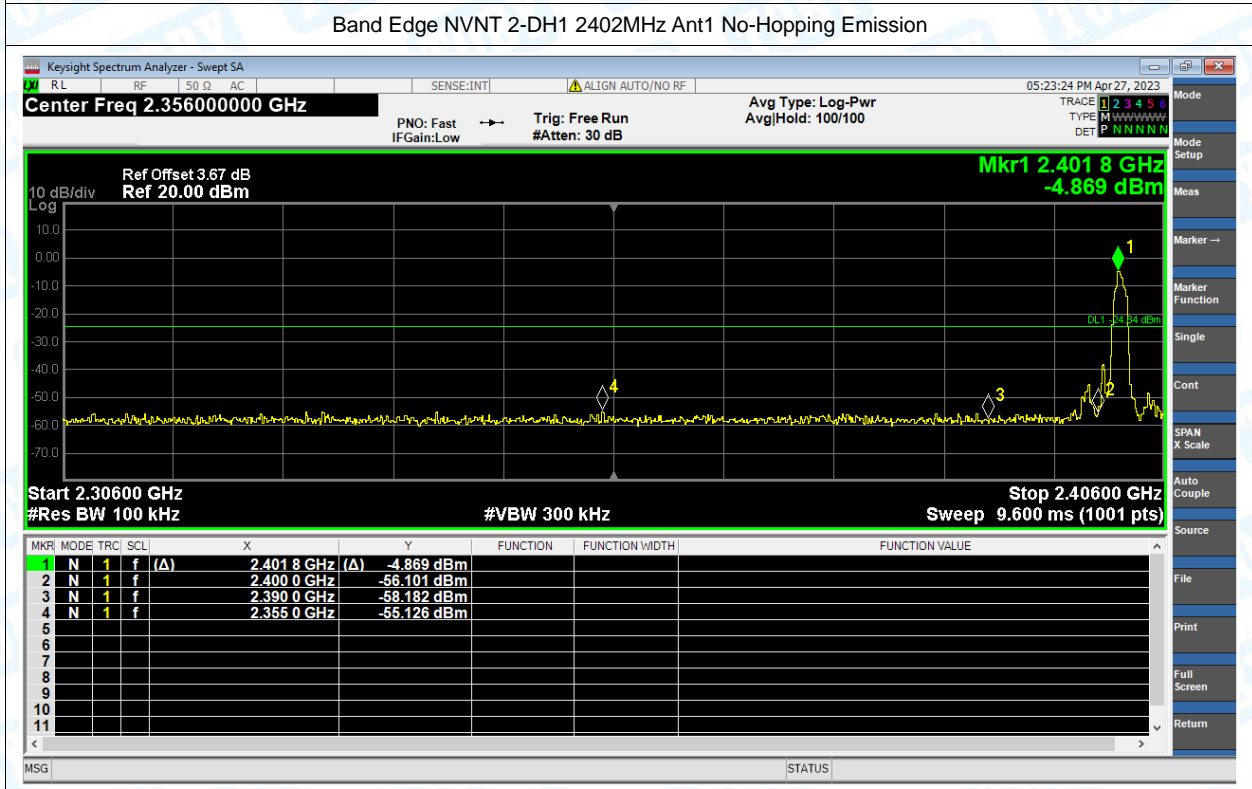 Band Edge NVNT 2-DH1 2402MHz Ant1 No-Hopping Emission
Keysight Spectrum Analyzer - Swept SA
LXI RL RF 50 Ω AC SENSE:INT ALIGN AUTO/NO RF 05:23:24 PM Apr 27, 2023
Center Freq 2.356000000 GHz
PNO: Fast
IFGain:Low
Trig: Free Run
#Atten: 30 dB
Avg Type: Log-Pwr
Avg|Hold: 100/100
TRACE 1 2 3 4 5 6
TYPE M WWWWW
DET P N N N N N
Ref Offset 3.67 dB
10 dB/div Ref 20.00 dBm
Log
Mkr1 2.401 8 GHz
-4.869 dBm
10.0
0.00
-10.0
-20.0
-30.0
-40.0
-50.0
-60.0
-70.0
1
DL1 -24.84 dBm
4
3
2
Start 2.30600 GHz Stop 2.40600 GHz
#Res BW 100 kHz #VBW 300 kHz Sweep 9.600 ms (1001 pts)
MKR MODE TRC SCL X Y FUNCTION FUNCTION WIDTH FUNCTION VALUE
1 N 1 f (Δ) 2.401 8 GHz (Δ) -4.869 dBm
2 N 1 f 2.400 0 GHz -56.101 dBm
3 N 1 f 2.390 0 GHz -58.182 dBm
4 N 1 f 2.355 0 GHz -55.126 dBm
5
6
7
8
9
10
11
MSG STATUS
Mode
Mode Setup
Meas
Marker →
Marker Function
Single
Cont
SPAN X Scale
Auto Couple
Source
File
Print
Full Screen
Return